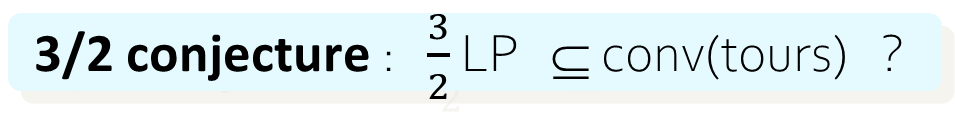 3/2 conjecture : 3/2 LP ⊆ conv(tours) ?